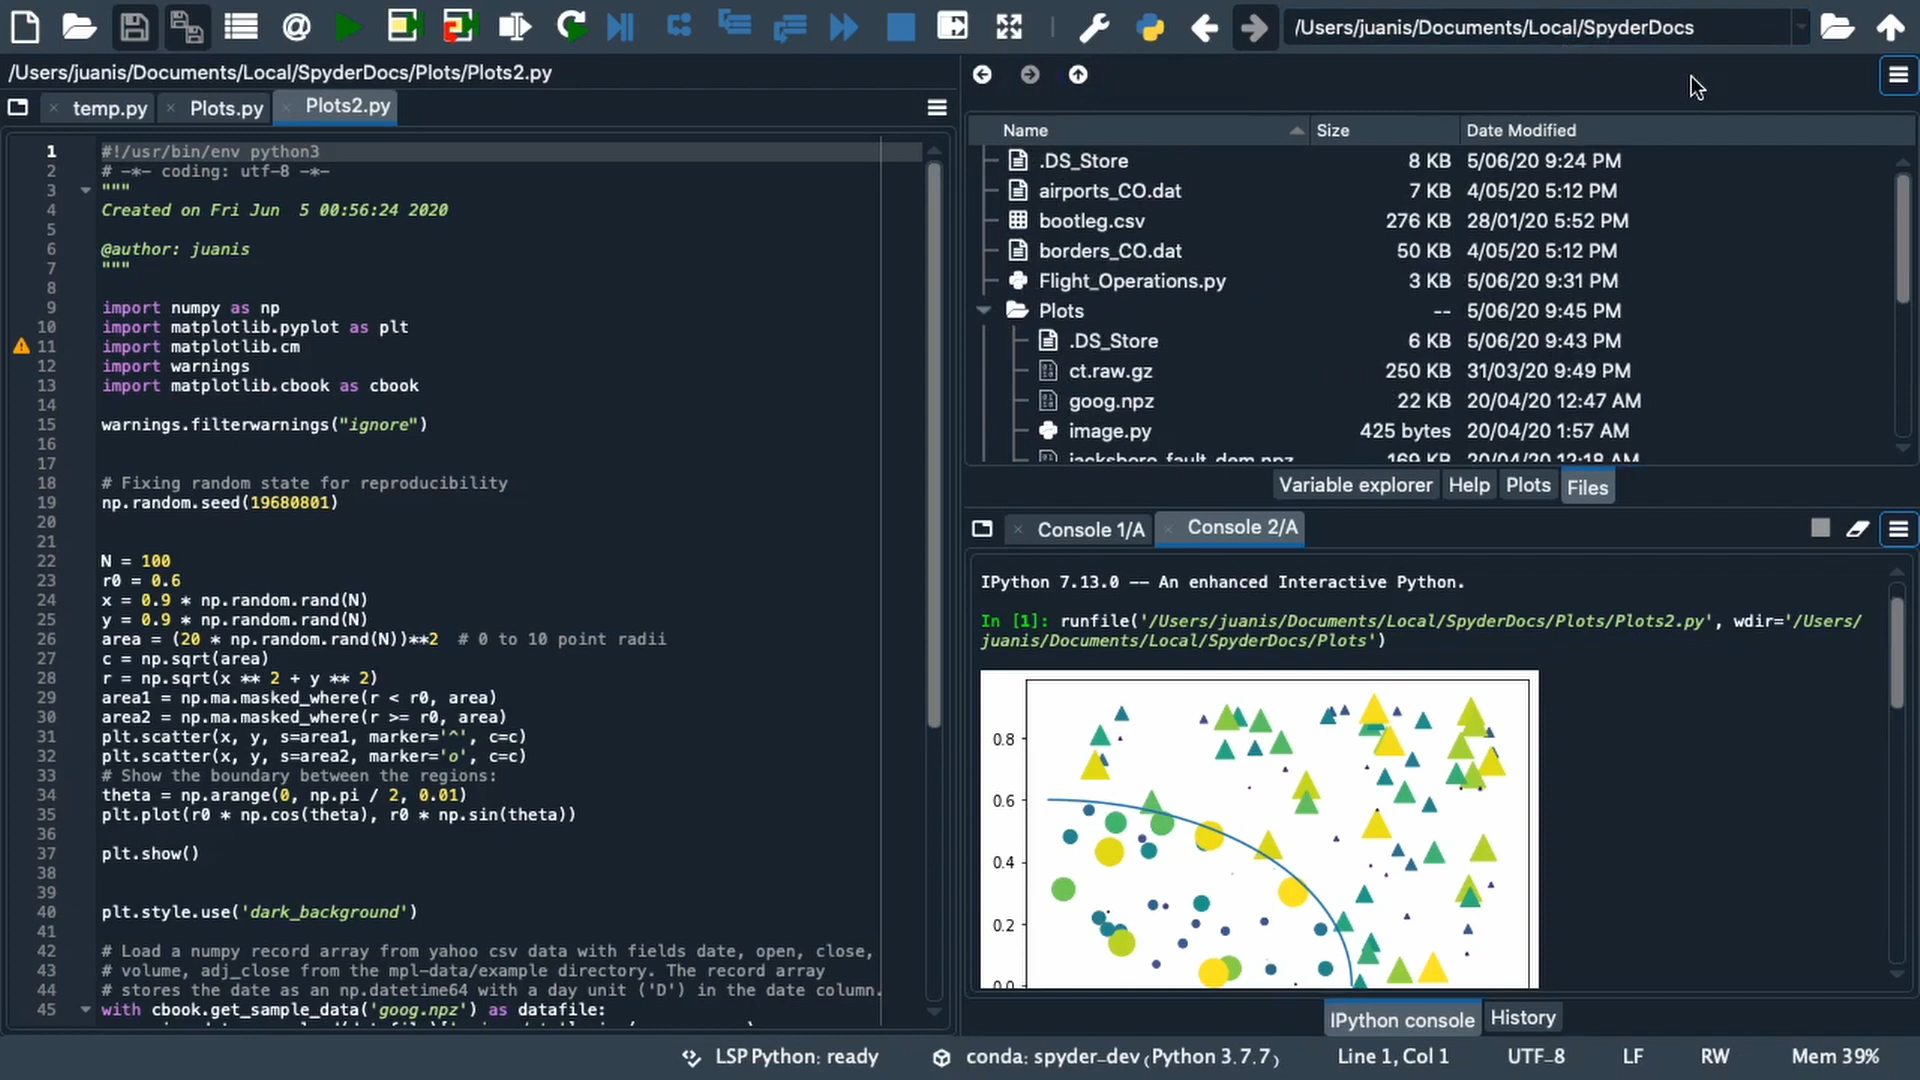 /Users/juanis/Documents/Local/SpyderDocs
/Users/juanis/Documents/Local/SpyderDocs/Plots/Plots2.py
temp.py Plots.py Plots2.py
1 #!/usr/bin/env python3
2 # -*- coding: utf-8 -*-
3 """
4 Created on Fri Jun  5 00:56:24 2020
5
6 @author: juanis
7 """
8
9 import numpy as np
10 import matplotlib.pyplot as plt
11 import matplotlib.cm
12 import warnings
13 import matplotlib.cbook as cbook
14
15 warnings.filterwarnings("ignore")
16
17
18 # Fixing random state for reproducibility
19 np.random.seed(19680801)
20
21
22 N = 100
23 r0 = 0.6
24 x = 0.9 * np.random.rand(N)
25 y = 0.9 * np.random.rand(N)
26 area = (20 * np.random.rand(N))**2  # 0 to 10 point radii
27 c = np.sqrt(area)
28 r = np.sqrt(x ** 2 + y ** 2)
29 area1 = np.ma.masked_where(r < r0, area)
30 area2 = np.ma.masked_where(r >= r0, area)
31 plt.scatter(x, y, s=area1, marker='^', c=c)
32 plt.scatter(x, y, s=area2, marker='o', c=c)
33 # Show the boundary between the regions:
34 theta = np.arange(0, np.pi / 2, 0.01)
35 plt.plot(r0 * np.cos(theta), r0 * np.sin(theta))
36
37 plt.show()
38
39
40 plt.style.use('dark_background')
41
42 # Load a numpy record array from yahoo csv data with fields date, open, close,
43 # volume, adj_close from the mpl-data/example directory. The record array
44 # stores the date as an np.datetime64 with a day unit ('D') in the date column.
45 with cbook.get_sample_data('goog.npz') as datafile:
Name Size Date Modified
.DS_Store 8 KB 5/06/20 9:24 PM
airports_CO.dat 7 KB 4/05/20 5:12 PM
bootleg.csv 276 KB 28/01/20 5:52 PM
borders_CO.dat 50 KB 4/05/20 5:12 PM
Flight_Operations.py 3 KB 5/06/20 9:31 PM
Plots -- 5/06/20 9:45 PM
.DS_Store 6 KB 5/06/20 9:43 PM
ct.raw.gz 250 KB 31/03/20 9:49 PM
goog.npz 22 KB 20/04/20 12:47 AM
image.py 425 bytes 20/04/20 1:57 AM
jacksboro_fault_dem.npz 169 KB 20/04/20 12:18 AM
Variable explorer Help Plots Files
Console 1/A Console 2/A
IPython 7.13.0 -- An enhanced Interactive Python.
In [1]: runfile('/Users/juanis/Documents/Local/SpyderDocs/Plots/Plots2.py', wdir='/Users/
juanis/Documents/Local/SpyderDocs/Plots')
0.8
0.6
0.4
0.2
0.0
IPython console History
LSP Python: ready conda: spyder-dev (Python 3.7.7) Line 1, Col 1 UTF-8 LF RW Mem 39%